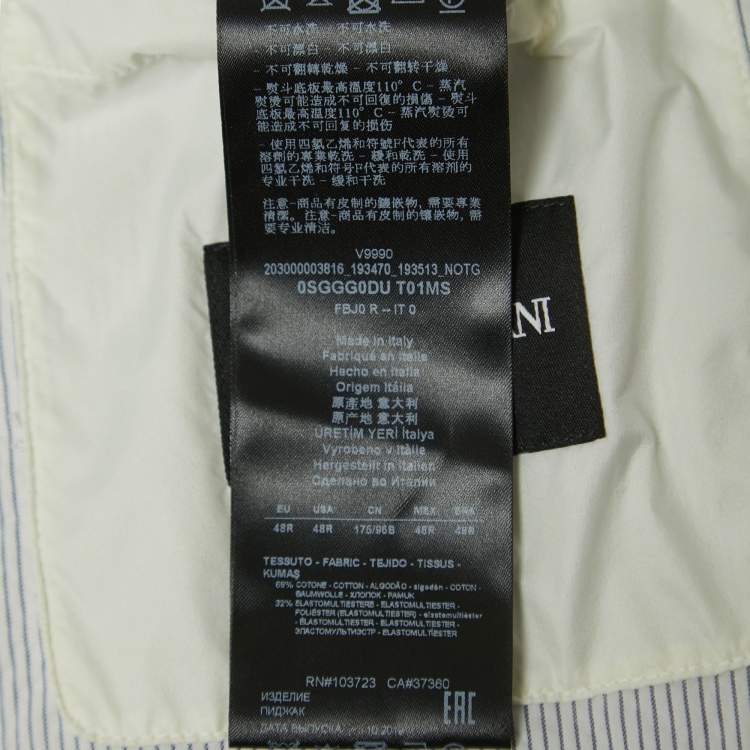 - 不可水洗 - 不可水洗
- 不可漂白 - 不可漂白
- 不可翻轉乾燥 - 不可翻转干燥
- 熨斗底板最高溫度110° C - 蒸汽
熨燙可能造成不可回復的損傷 - 熨斗
底板最高温度110° C - 蒸汽熨烫可
能造成不可回复的损伤
- 使用四氯乙烯和符號F代表的所有
溶劑的專業乾洗 - 緩和乾洗 - 使用
四氯乙烯和符号F代表的所有溶剂的
专业干洗 - 缓和干洗
注意-商品有皮制的鑲嵌物, 需要專業
清潔。注意-商品有皮制的镶嵌物, 需
要专业清洁。
V9990
203000003816_193470_193513_NOTG
0SGGG0DU T01MS
FBJ0 R -- IT 0
ANI
Made in Italy
Fabriqué en Italie
Hecho en Italia
Origem Itália
原產地 意大利
原产地 意大利
ÜRETİM YERİ İtalya
Vyrobeno v Itálie
Hergestellt in Italien
Сделано во Италии
EU USA CN MEX BRA
48R 48R 175/96B 48R 48R
TESSUTO - FABRIC - TEJIDO - TISSUS -
KUMAŞ
COTONE - COTTON - ALGODÃO - algodón - COTON -
BAUMWOLLE - ХЛОПОК - PAMUK
32% ELASTOMULTIESTERE - ELASTOMULTIESTER -
POLIÉSTER (ELASTOMULTIESTER) - elastomultiéster
- ÉLASTOMULTIESTER - ELASTOMULTIESTER -
ЭЛАСТОМУЛЬТИЭСТР - ELASTOMULTIESTER
RN#103723 CA#37360
ИЗДЕЛИЕ
ПИДЖАК
ДАТА ВЫПУСКА
EAC